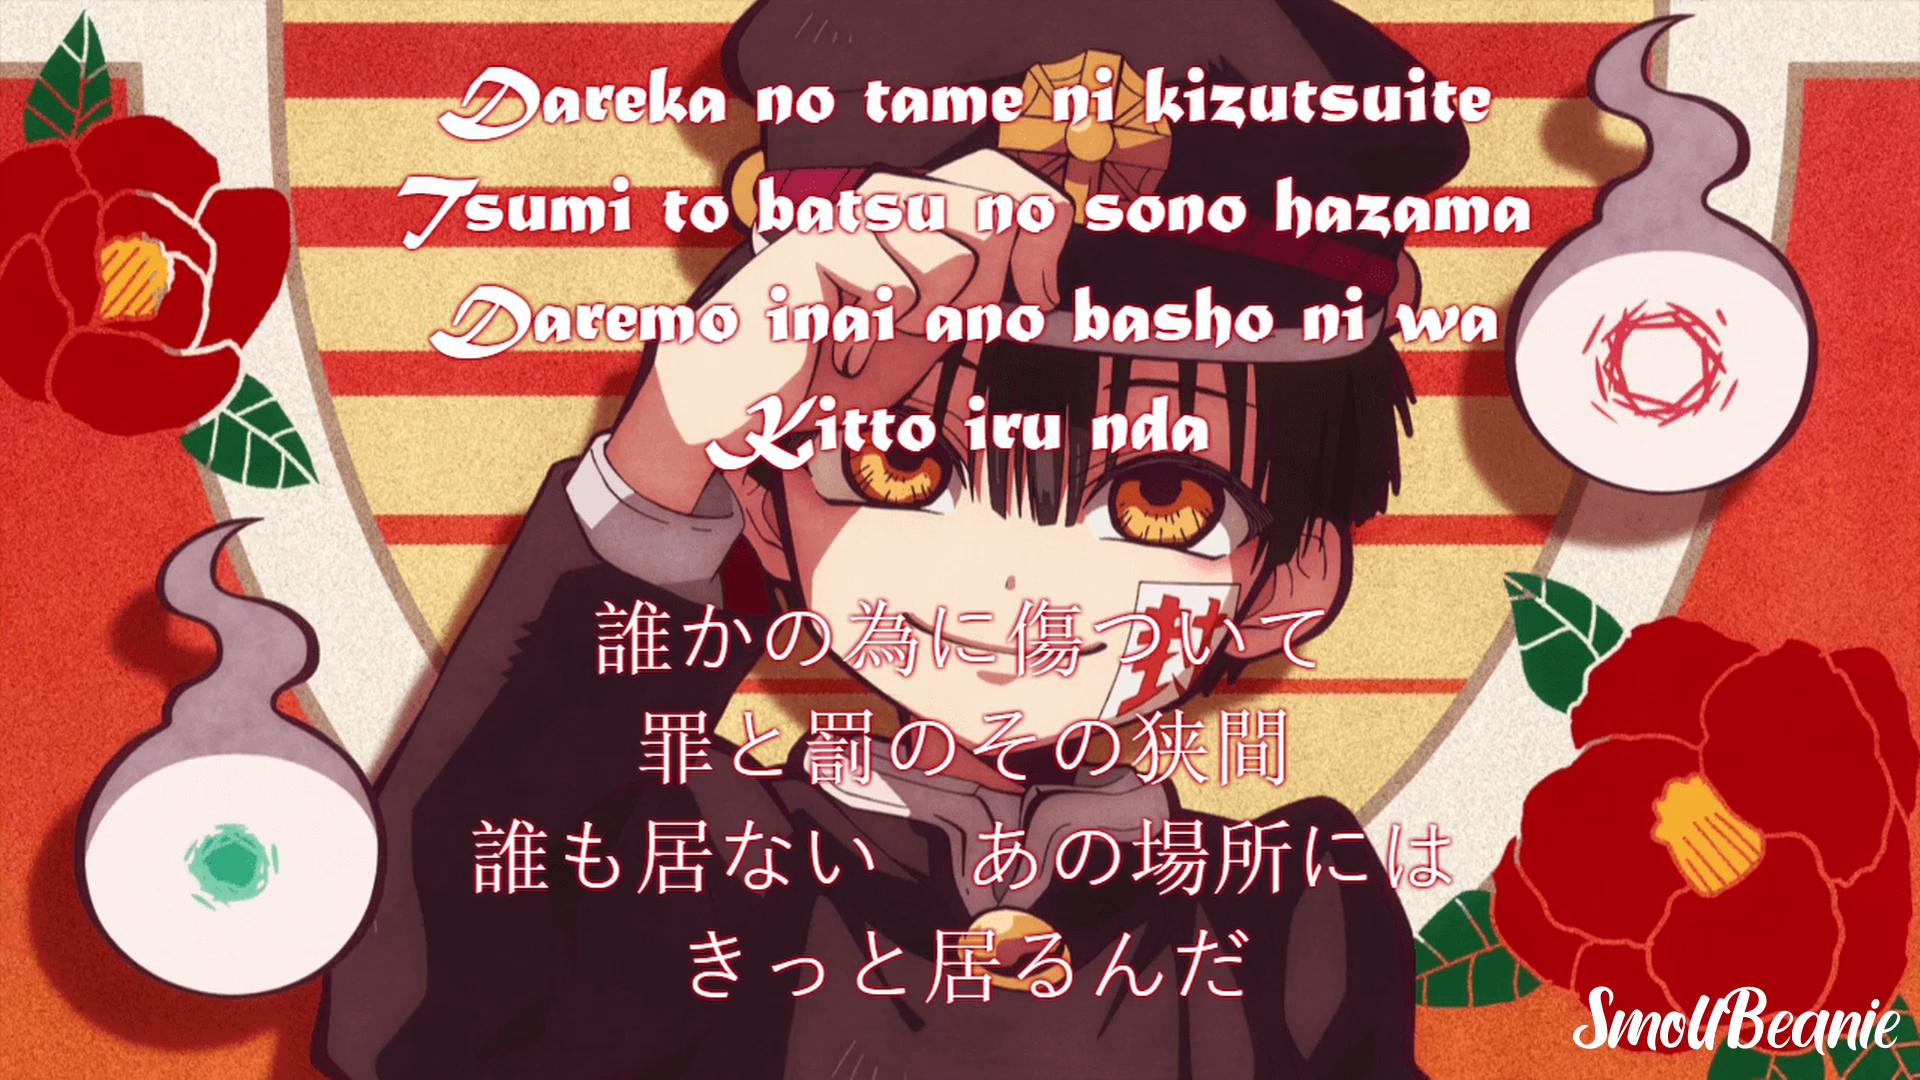 Dareka no tame ni kizutsuite
Tsumi to batsu no sono hazama
Daremo inai ano basho ni wa
Kitto iru nda
誰かの為に傷ついて
封
罪と罰のその狭間
誰も居ない　あの場所には
きっと居るんだ
SmollBeanie